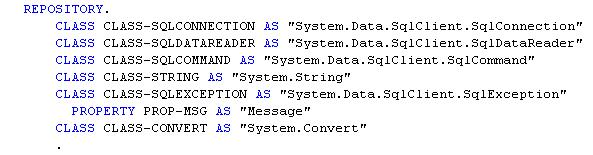 REPOSITORY.
    CLASS CLASS-SQLCONNECTION AS "System.Data.SqlClient.SqlConnection"
    CLASS CLASS-SQLDATAREADER AS "System.Data.SqlClient.SqlDataReader"
    CLASS CLASS-SQLCOMMAND AS "System.Data.SqlClient.SqlCommand"
    CLASS CLASS-STRING AS "System.String"
    CLASS CLASS-SQLEXCEPTION AS "System.Data.SqlClient.SqlException"
      PROPERTY PROP-MSG AS "Message"
    CLASS CLASS-CONVERT AS "System.Convert"
    .